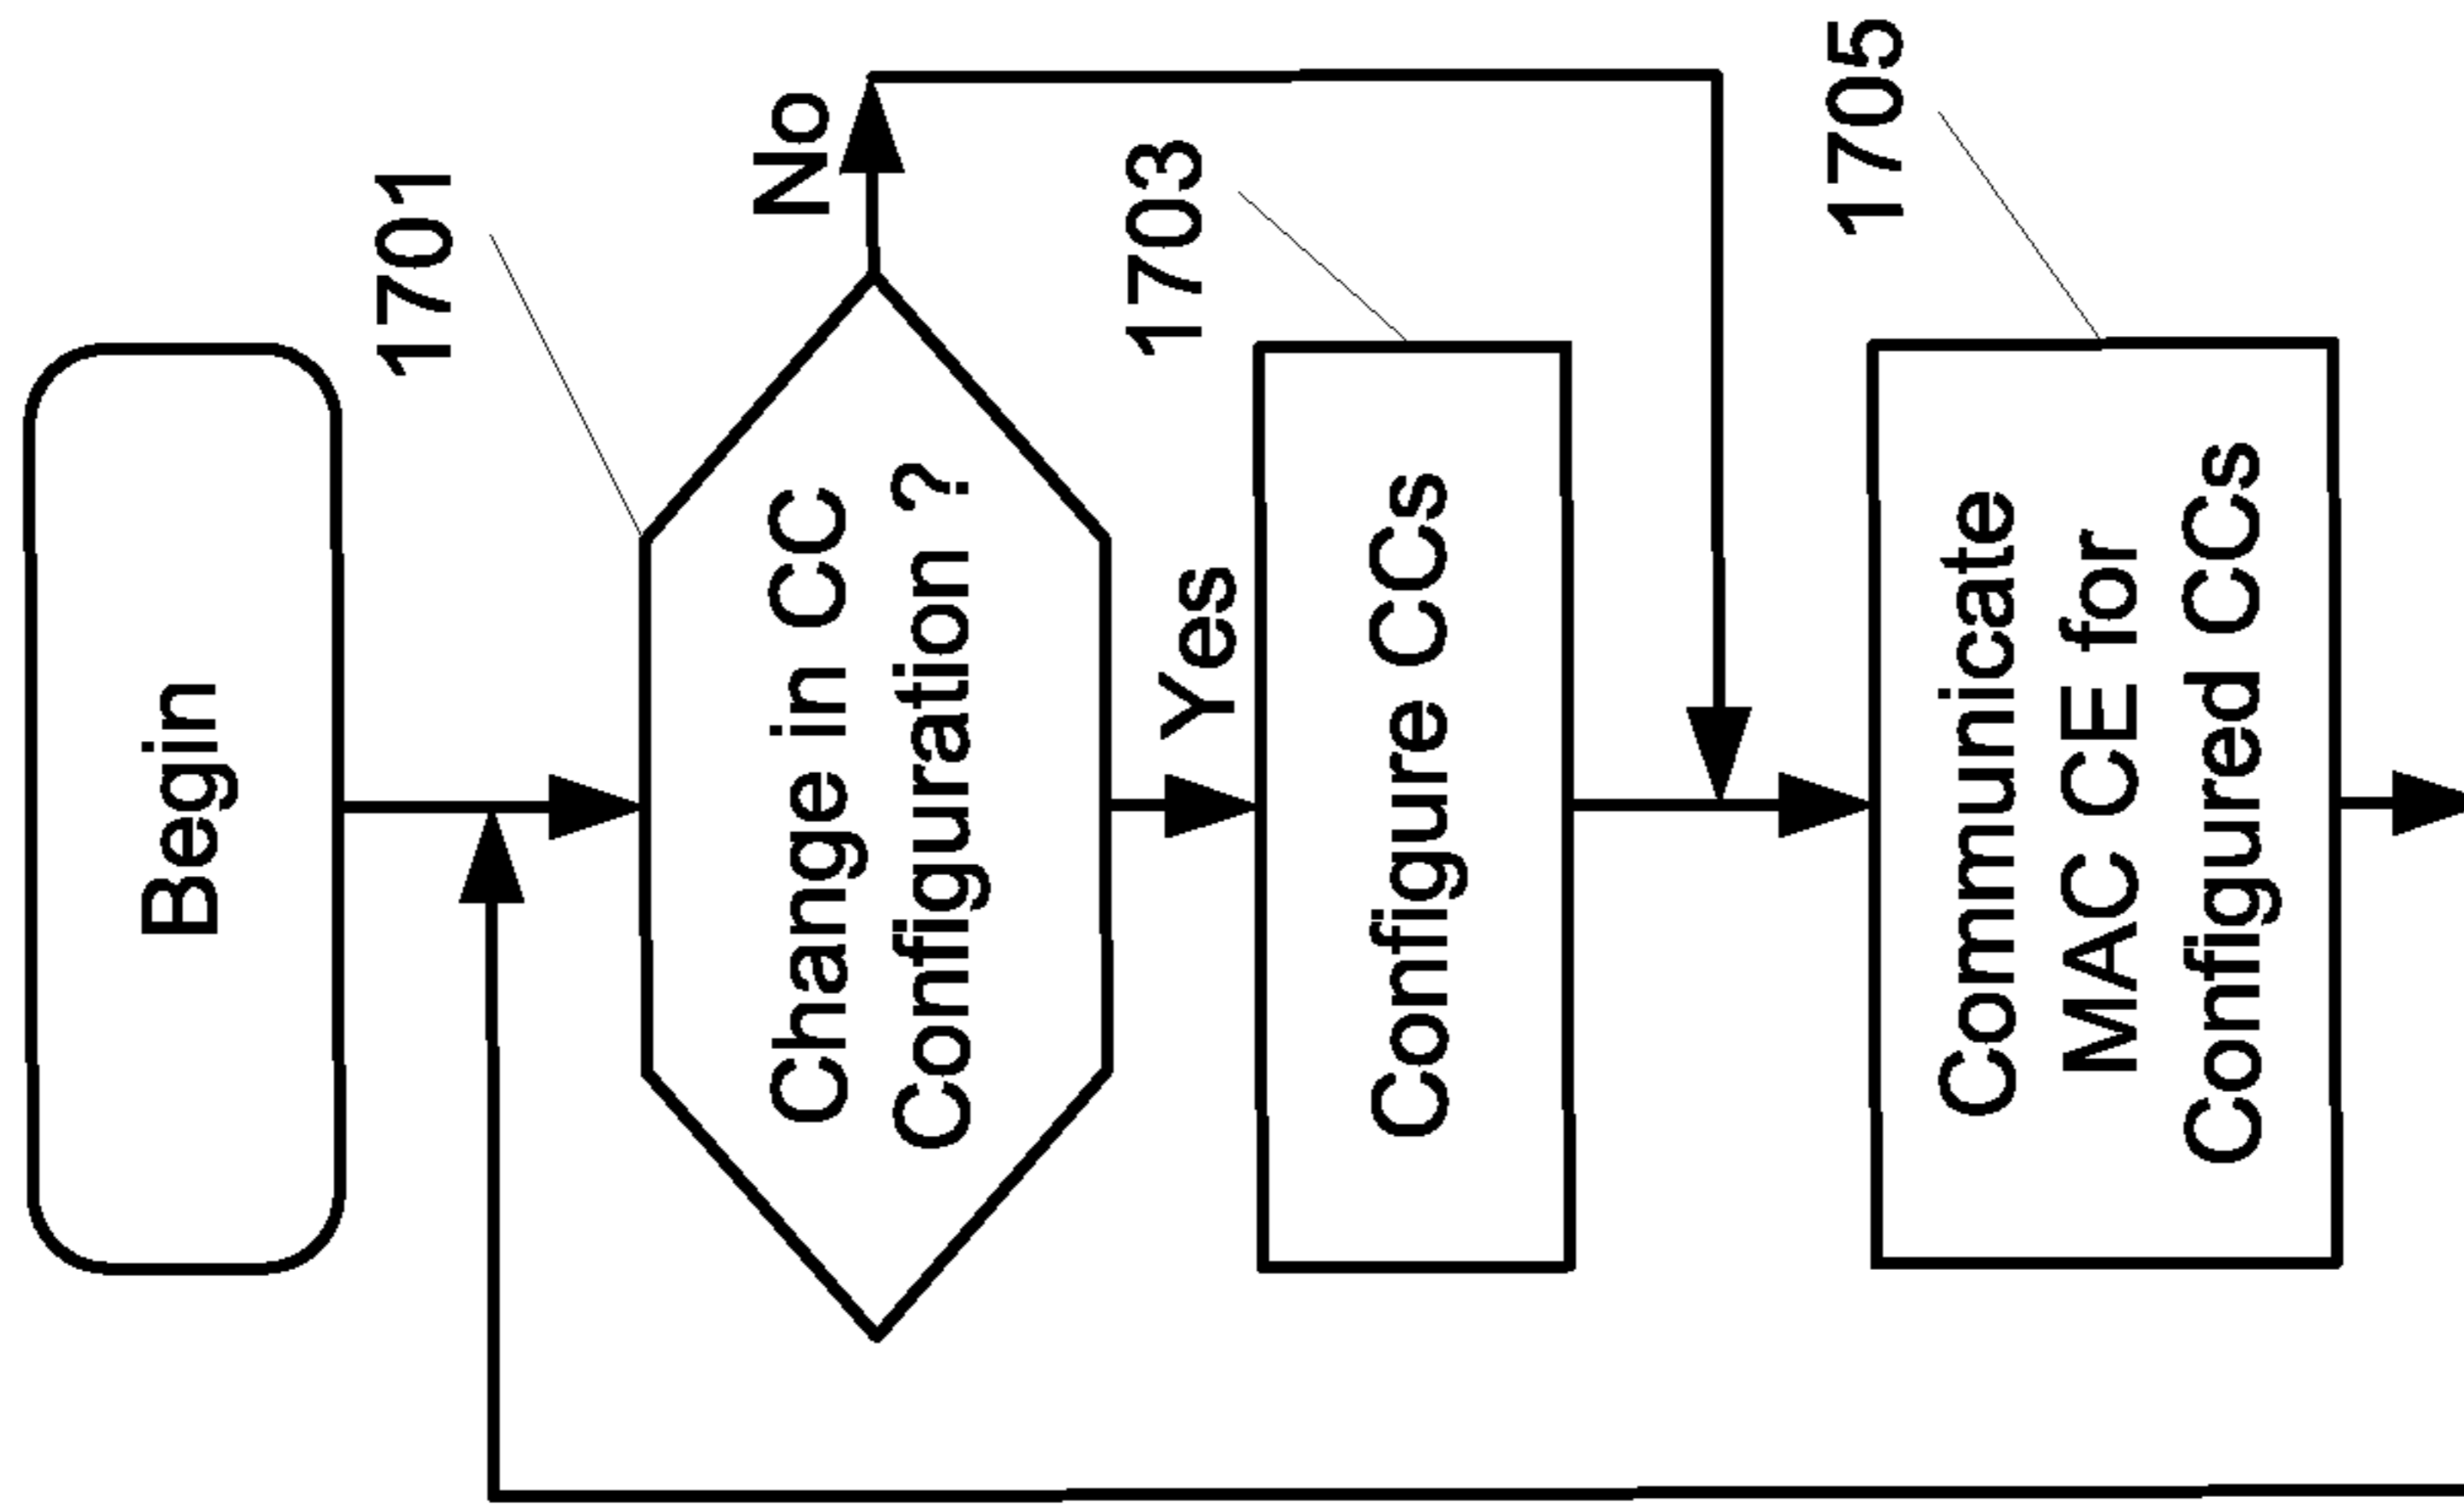 Begin
1701
Change in CC
Configuration ?
No
Yes
1703
Configure CCs
1705
Communicate
MAC CE for
Configured CCs